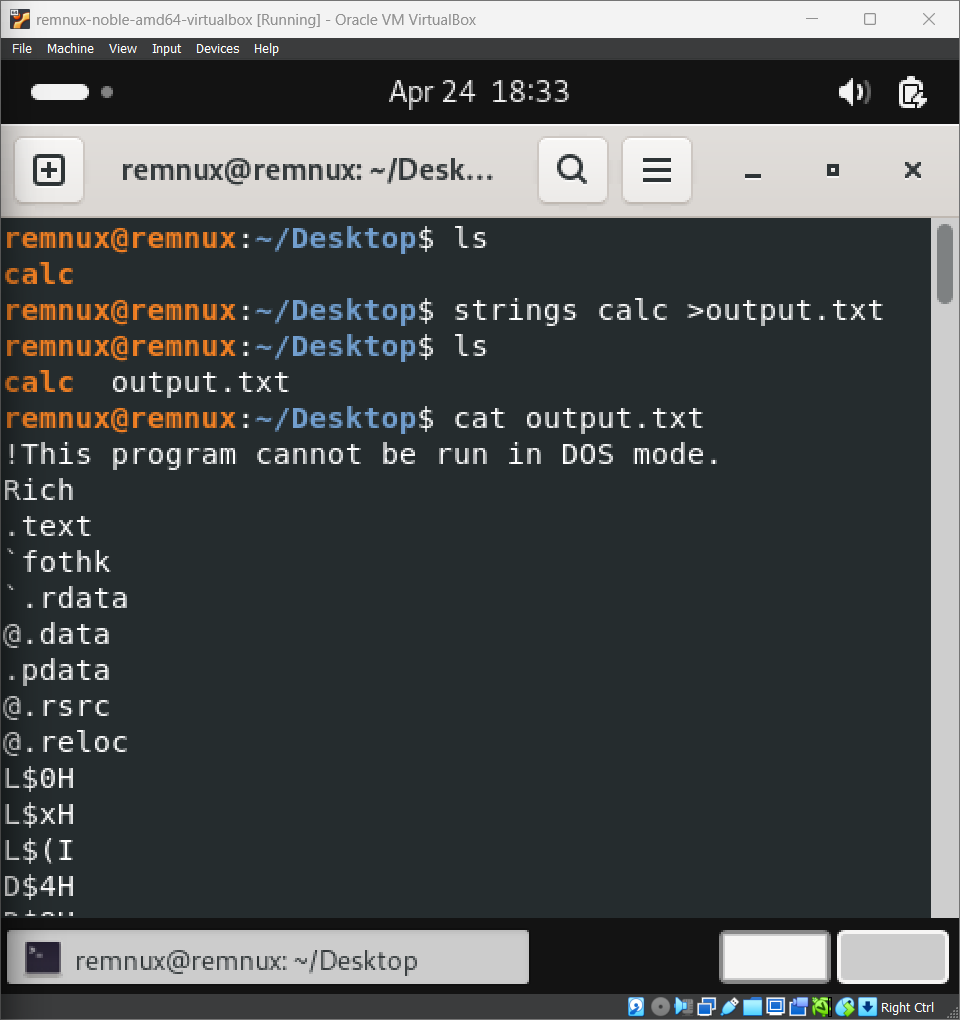 remnux-noble-amd64-virtualbox [Running] - Oracle VM VirtualBox
File Machine View Input Devices Help
Apr 24 18:33
remnux@remnux: ~/Desk...
remnux@remnux:~/Desktop$ ls
calc
remnux@remnux:~/Desktop$ strings calc >output.txt
remnux@remnux:~/Desktop$ ls
calc  output.txt
remnux@remnux:~/Desktop$ cat output.txt
!This program cannot be run in DOS mode.
Rich
.text
`fothk
`.rdata
@.data
.pdata
@.rsrc
@.reloc
L$0H
L$xH
L$(I
D$4H
remnux@remnux: ~/Desktop
Right Ctrl